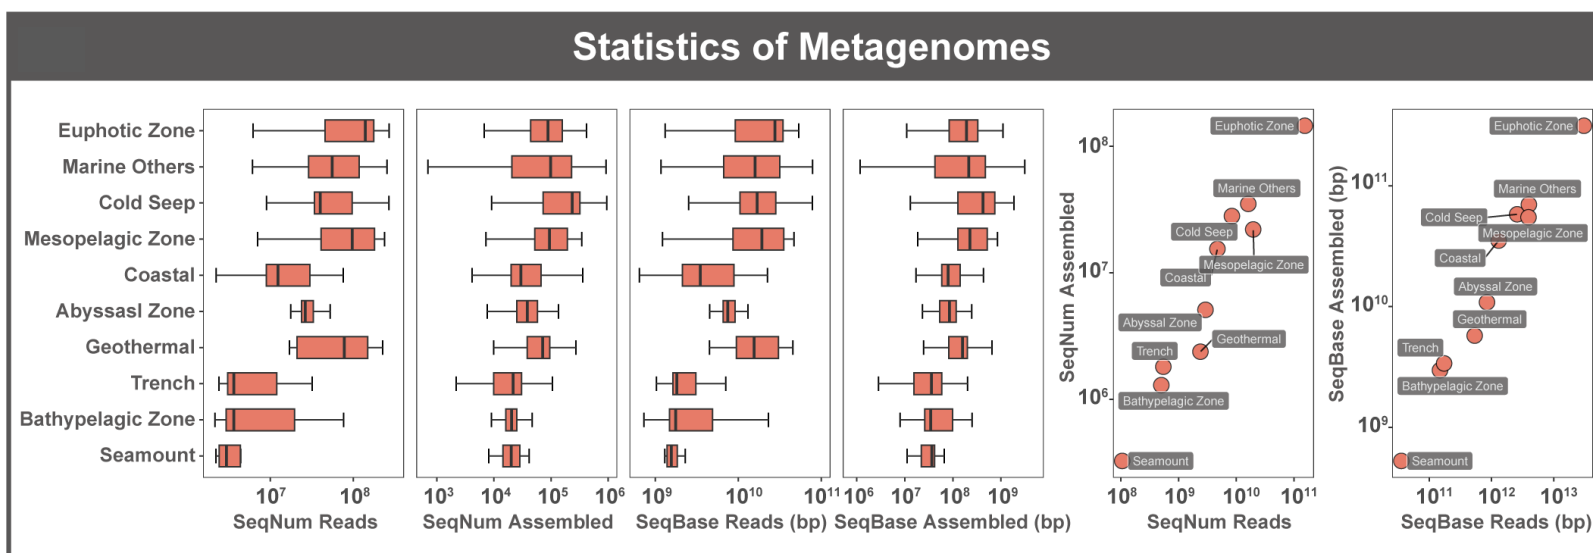 Statistics of Metagenomes
Euphotic Zone
Marine Others
Cold Seep
Mesopelagic Zone
Coastal
Abyssasl Zone
Geothermal
Trench
Bathypelagic Zone
Seamount
10⁷ 10⁸
SeqNum Reads
10³ 10⁴ 10⁵ 10⁶
SeqNum Assembled
10⁹ 10¹⁰ 10¹¹
SeqBase Reads (bp)
10⁶ 10⁷ 10⁸ 10⁹
SeqBase Assembled (bp)
SeqNum Assembled
10⁸
10⁷
10⁶
Euphotic Zone
Marine Others
Cold Seep
Mesopelagic Zone
Coastal
Abyssal Zone
Geothermal
Trench
Bathypelagic Zone
Seamount
10⁸ 10⁹ 10¹⁰ 10¹¹
SeqNum Reads
SeqBase Assembled (bp)
10¹¹
10¹⁰
10⁹
Euphotic Zone
Marine Others
Cold Seep
Mesopelagic Zone
Coastal
Abyssal Zone
Geothermal
Trench
Bathypelagic Zone
Seamount
10¹¹ 10¹² 10¹³
SeqBase Reads (bp)